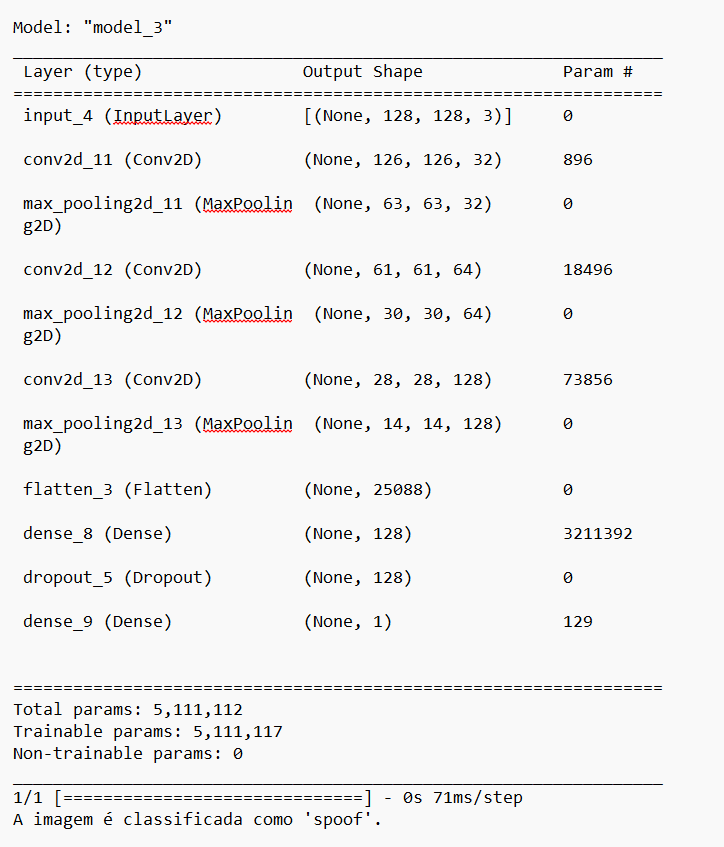 Model: "model_3"
_________________________________________________________________
Layer (type) Output Shape Param #
=================================================================
input_4 (InputLayer) [(None, 128, 128, 3)] 0
conv2d_11 (Conv2D) (None, 126, 126, 32) 896
max_pooling2d_11 (MaxPoolin (None, 63, 63, 32) 0
g2D)
conv2d_12 (Conv2D) (None, 61, 61, 64) 18496
max_pooling2d_12 (MaxPoolin (None, 30, 30, 64) 0
g2D)
conv2d_13 (Conv2D) (None, 28, 28, 128) 73856
max_pooling2d_13 (MaxPoolin (None, 14, 14, 128) 0
g2D)
flatten_3 (Flatten) (None, 25088) 0
dense_8 (Dense) (None, 128) 3211392
dropout_5 (Dropout) (None, 128) 0
dense_9 (Dense) (None, 1) 129
=================================================================
Total params: 5,111,112
Trainable params: 5,111,117
Non-trainable params: 0
_________________________________________________________________
1/1 [==============================] - 0s 71ms/step
A imagem é classificada como 'spoof'.